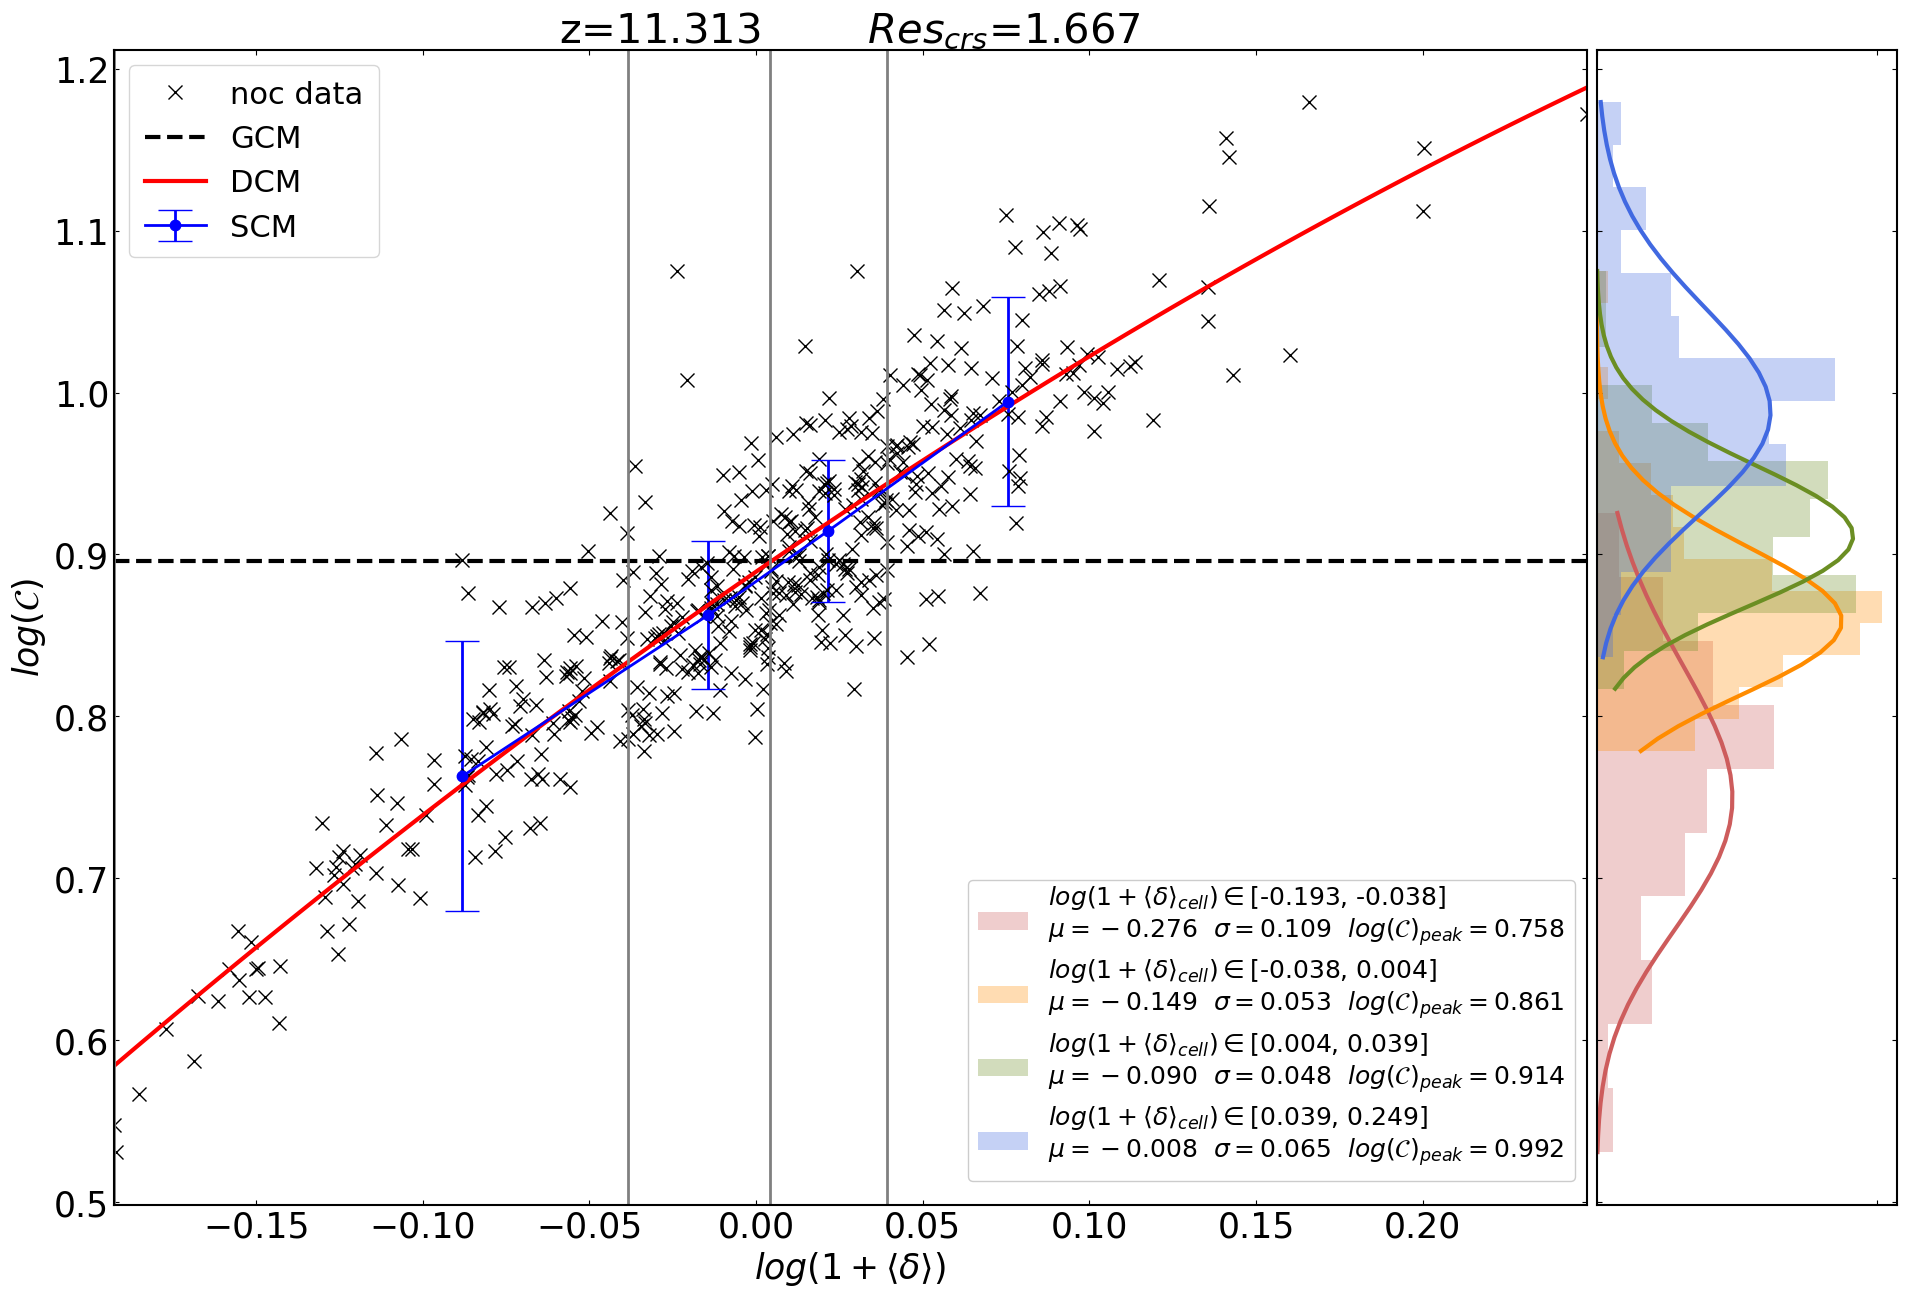 z=11.313 Res_crs=1.667
noc data
GCM
DCM
SCM
1.2
1.1
1.0
0.9
0.8
0.7
0.6
0.5
log(𝒞)
log(1 + ⟨δ⟩_cell) ∈ [-0.193, -0.038]
μ = −0.276 σ = 0.109 log(𝒞)_peak = 0.758
log(1 + ⟨δ⟩_cell) ∈ [-0.038, 0.004]
μ = −0.149 σ = 0.053 log(𝒞)_peak = 0.861
log(1 + ⟨δ⟩_cell) ∈ [0.004, 0.039]
μ = −0.090 σ = 0.048 log(𝒞)_peak = 0.914
log(1 + ⟨δ⟩_cell) ∈ [0.039, 0.249]
μ = −0.008 σ = 0.065 log(𝒞)_peak = 0.992
−0.15 −0.10 −0.05 0.00 0.05 0.10 0.15 0.20
log(1 + ⟨δ⟩)